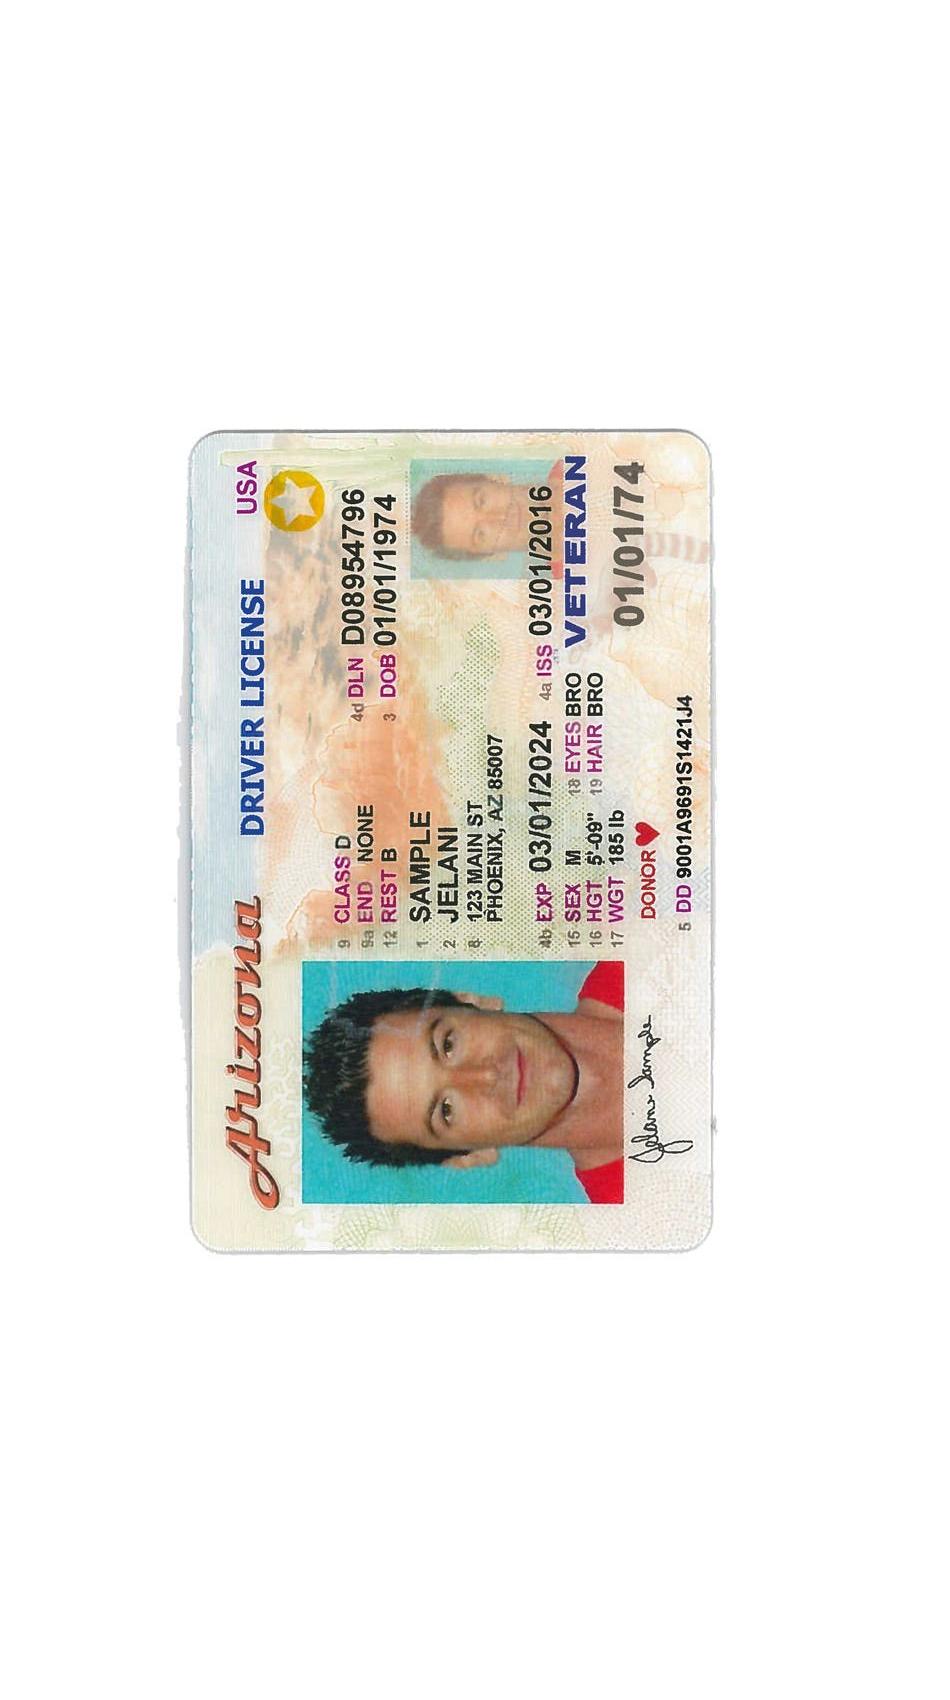 Arizona DRIVER LICENSE USA
9 CLASS D 4d DLN D08954796
9a END NONE 3 DOB 01/01/1974
12 REST B
1 SAMPLE
2 JELANI
8 123 MAIN ST
PHOENIX, AZ 85007
4b EXP 03/01/2024 4a ISS 03/01/2016
15 SEX M 18 EYES BRO VETERAN
16 HGT 5'-09" 19 HAIR BRO
17 WGT 185 lb 01/01/74
DONOR
Jelani Sample
5 DD 9001A9691S1421J4